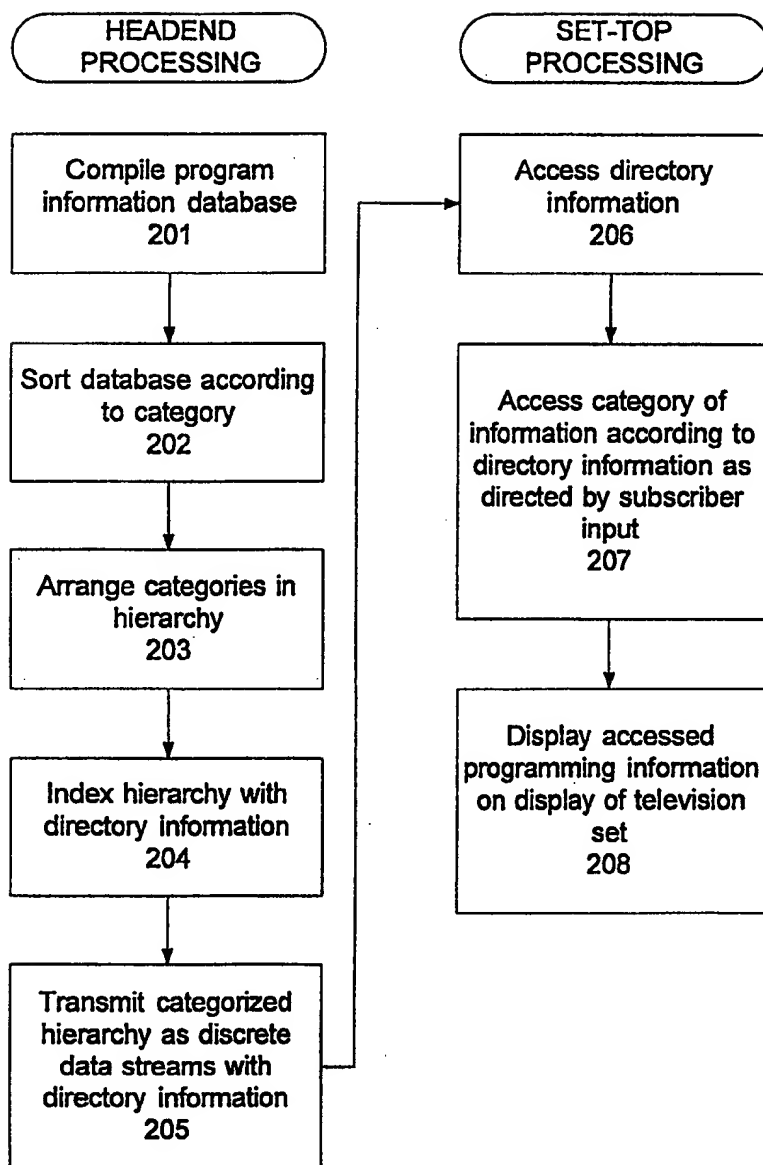 HEADEND
PROCESSING
Compile program
information database
201
Sort database according
to category
202
Arrange categories in
hierarchy
203
Index hierarchy with
directory information
204
Transmit categorized
hierarchy as discrete
data streams with
directory information
205
SET-TOP
PROCESSING
Access directory
information
206
Access category of
information according to
directory information as
directed by subscriber
input
207
Display accessed
programming information
on display of television
set
208